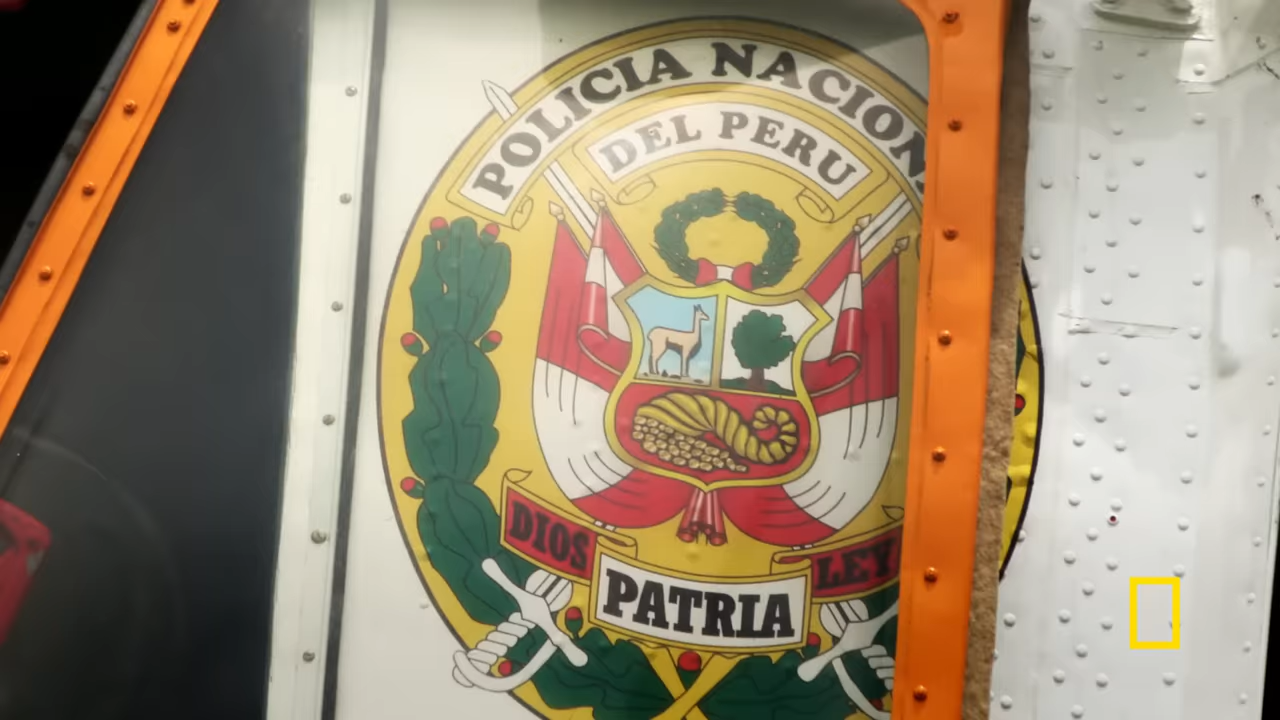 POLICIA NACION
DEL PERU
DIOS
PATRIA
LEY